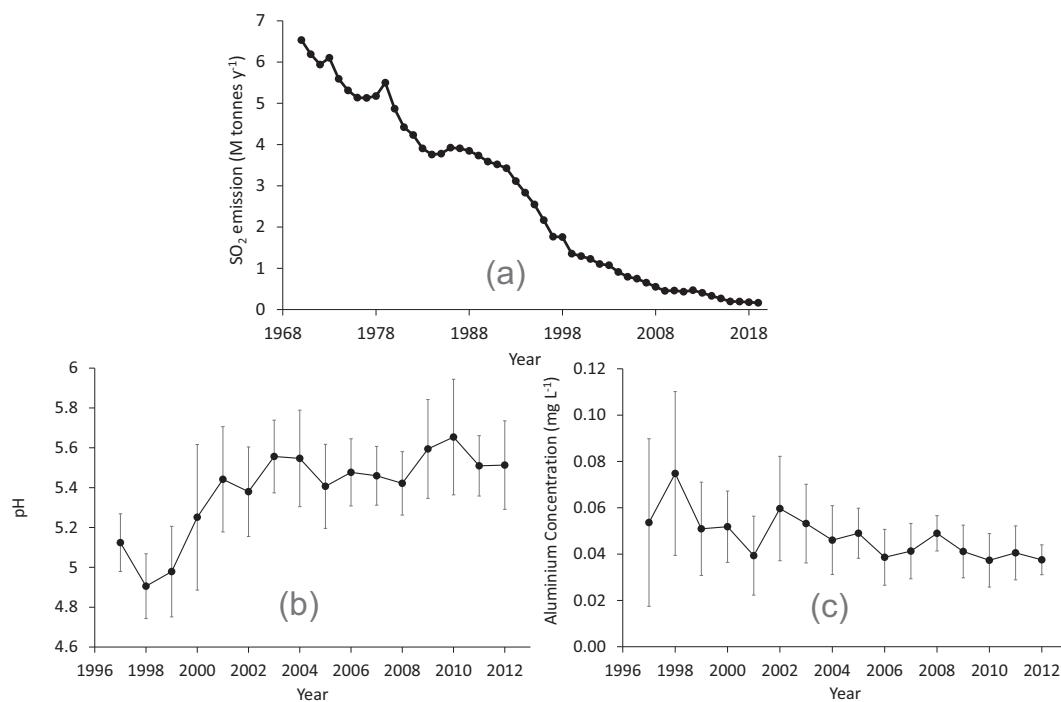 SO₂ emission (M tonnes y⁻¹)
7
6
5
4
3
2
1
0
1968 1978 1988 1998 2008 2018
Year
(a)
pH
6
5.8
5.6
5.4
5.2
5
4.8
4.6
1996 1998 2000 2002 2004 2006 2008 2010 2012
Year
(b)
Aluminium Concentration (mg L⁻¹)
0.12
0.10
0.08
0.06
0.04
0.02
0.00
1996 1998 2000 2002 2004 2006 2008 2010 2012
Year
(c)